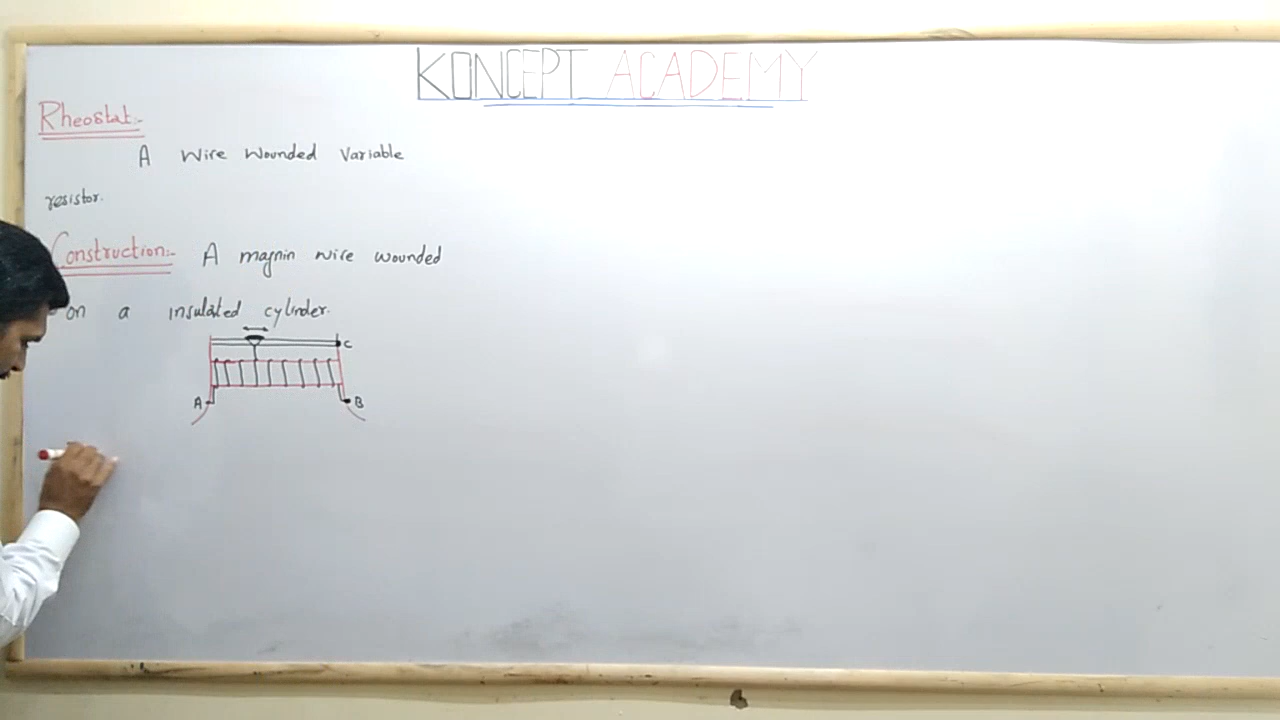 KONCEPT ACADEMY
Rheostat:-
A Wire Wounded Variable
resistor.
Construction:- A magnin wire wounded
on a insulated cylinder.
C
A B